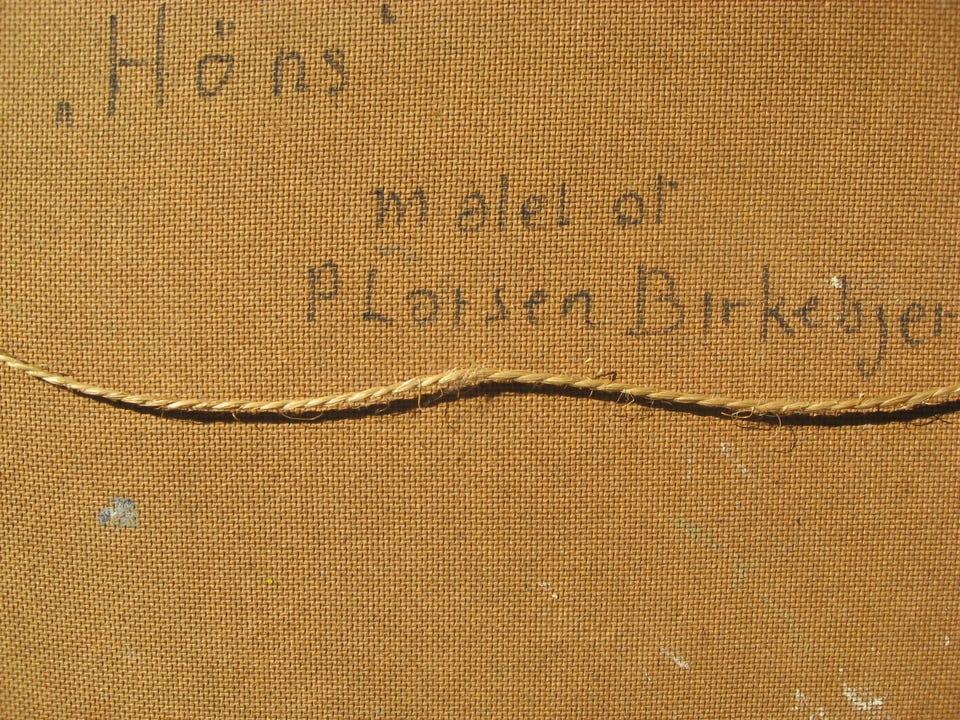 „Höns“
malet af
P Larsen Birkebjer